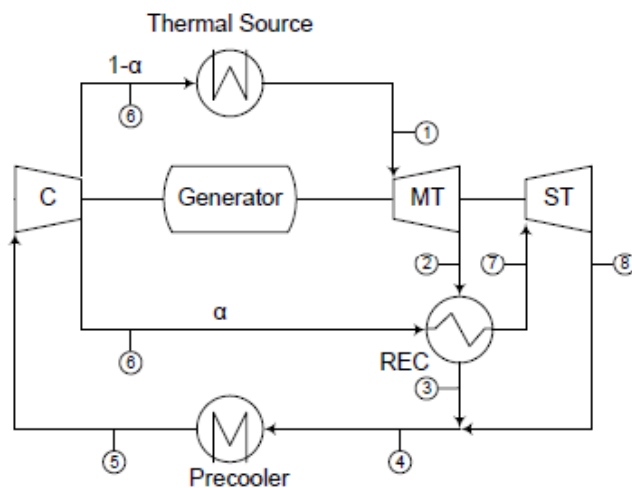 Thermal Source
1-α
6
1
C
Generator
MT
ST
2
7
8
α
6
REC
3
5
Precooler
4